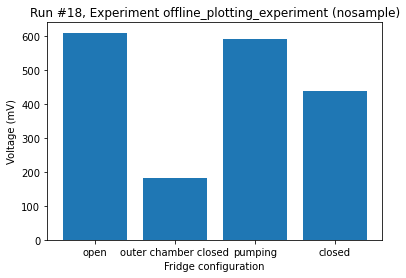 Run #18, Experiment offline_plotting_experiment (nosample)
Voltage (mV)
600
500
400
300
200
100
0
open outer chamber closed pumping closed
Fridge configuration